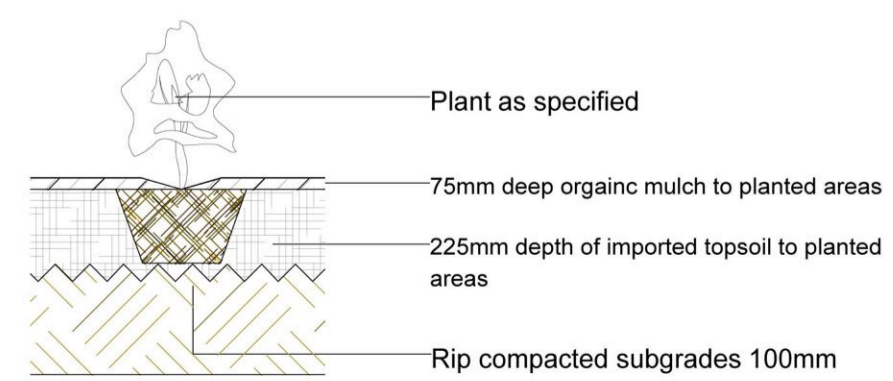 Plant as specified
75mm deep orgainc mulch to planted areas
225mm depth of imported topsoil to planted
areas
Rip compacted subgrades 100mm